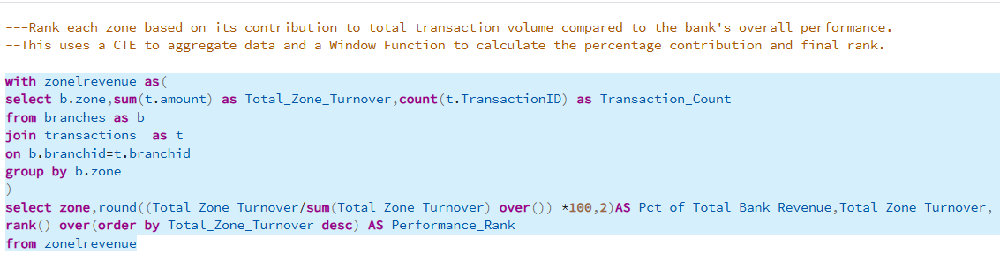 ---Rank each zone based on its contribution to total transaction volume compared to the bank's overall performance.
--This uses a CTE to aggregate data and a Window Function to calculate the percentage contribution and final rank.
with zonelrevenue as(
select b.zone,sum(t.amount) as Total_Zone_Turnover,count(t.TransactionID) as Transaction_Count
from branches as b
join transactions  as t
on b.branchid=t.branchid
group by b.zone
)
select zone,round((Total_Zone_Turnover/sum(Total_Zone_Turnover) over()) *100,2)AS Pct_of_Total_Bank_Revenue,Total_Zone_Turnover,
rank() over(order by Total_Zone_Turnover desc) AS Performance_Rank
from zonelrevenue